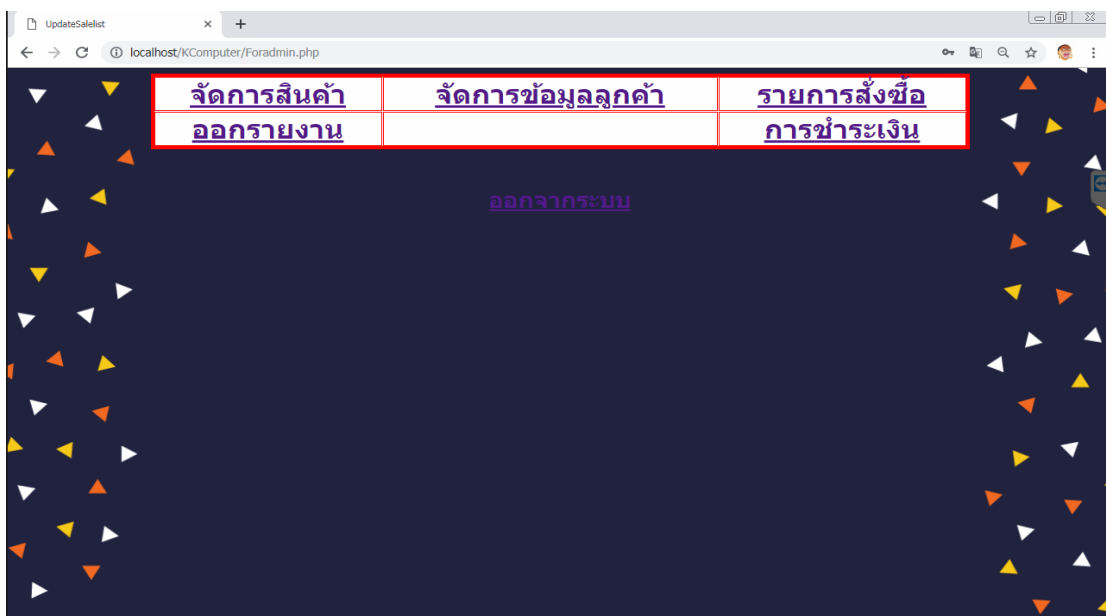 UpdateSalelist
localhost/KComputer/Foradmin.php
จัดการสินค้า จัดการข้อมูลลูกค้า รายการสั่งซื้อ
ออกรายงาน การชำระเงิน
ออกจากระบบ